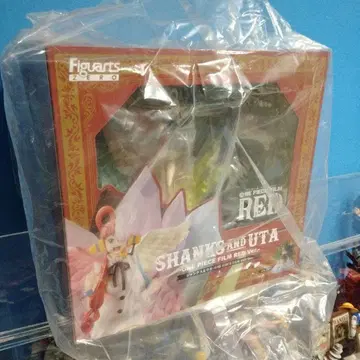 Figuarts
ZERO
ONE PIECE FILM
RED
SHANKS AND UTA
-ONE PIECE FILM RED Ver.-